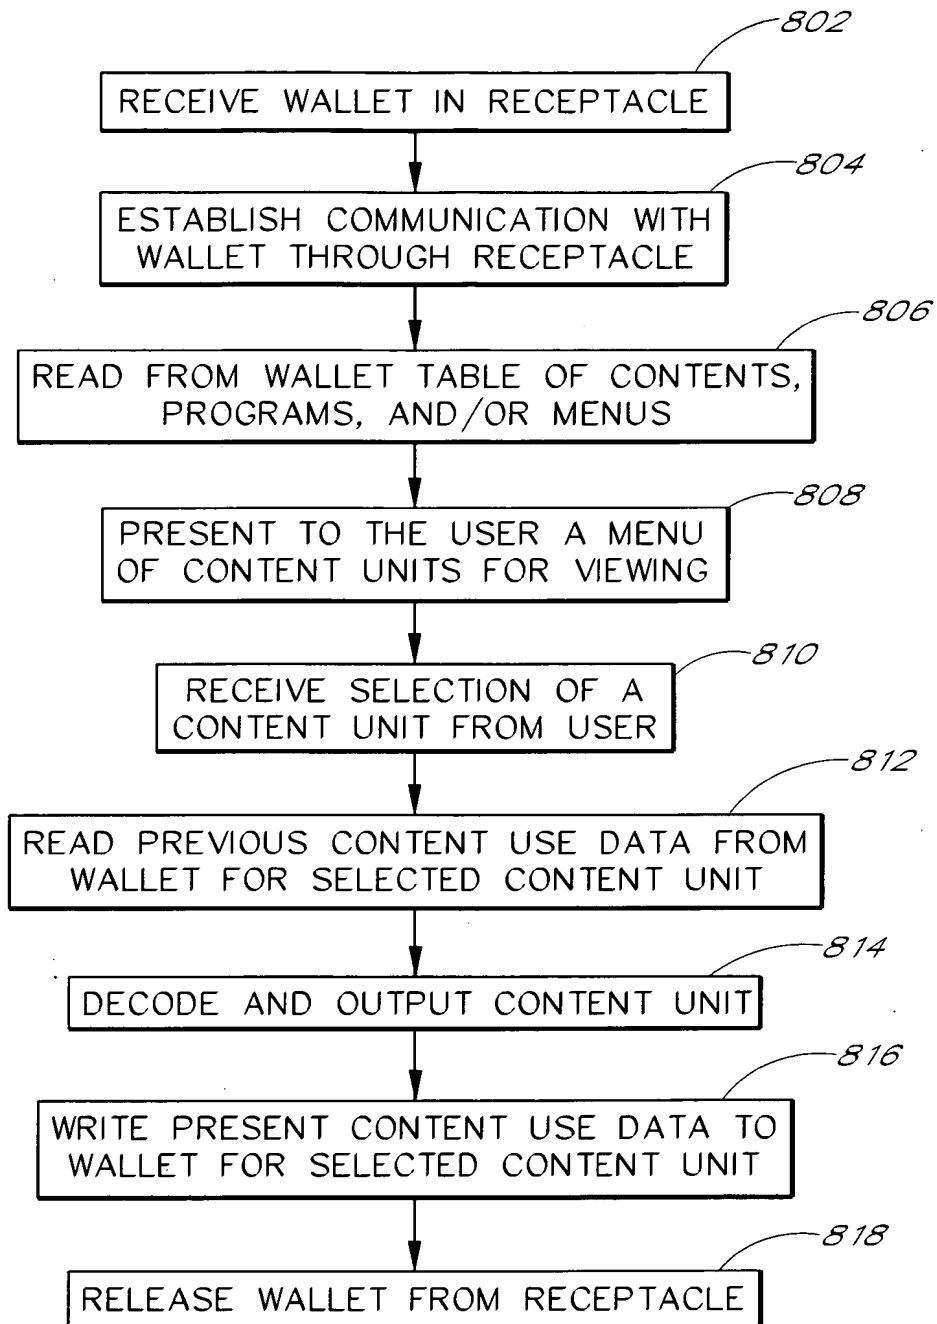 802
RECEIVE WALLET IN RECEPTACLE
804
ESTABLISH COMMUNICATION WITH
WALLET THROUGH RECEPTACLE
806
READ FROM WALLET TABLE OF CONTENTS,
PROGRAMS, AND/OR MENUS
808
PRESENT TO THE USER A MENU
OF CONTENT UNITS FOR VIEWING
810
RECEIVE SELECTION OF A
CONTENT UNIT FROM USER
812
READ PREVIOUS CONTENT USE DATA FROM
WALLET FOR SELECTED CONTENT UNIT
814
DECODE AND OUTPUT CONTENT UNIT
816
WRITE PRESENT CONTENT USE DATA TO
WALLET FOR SELECTED CONTENT UNIT
818
RELEASE WALLET FROM RECEPTACLE